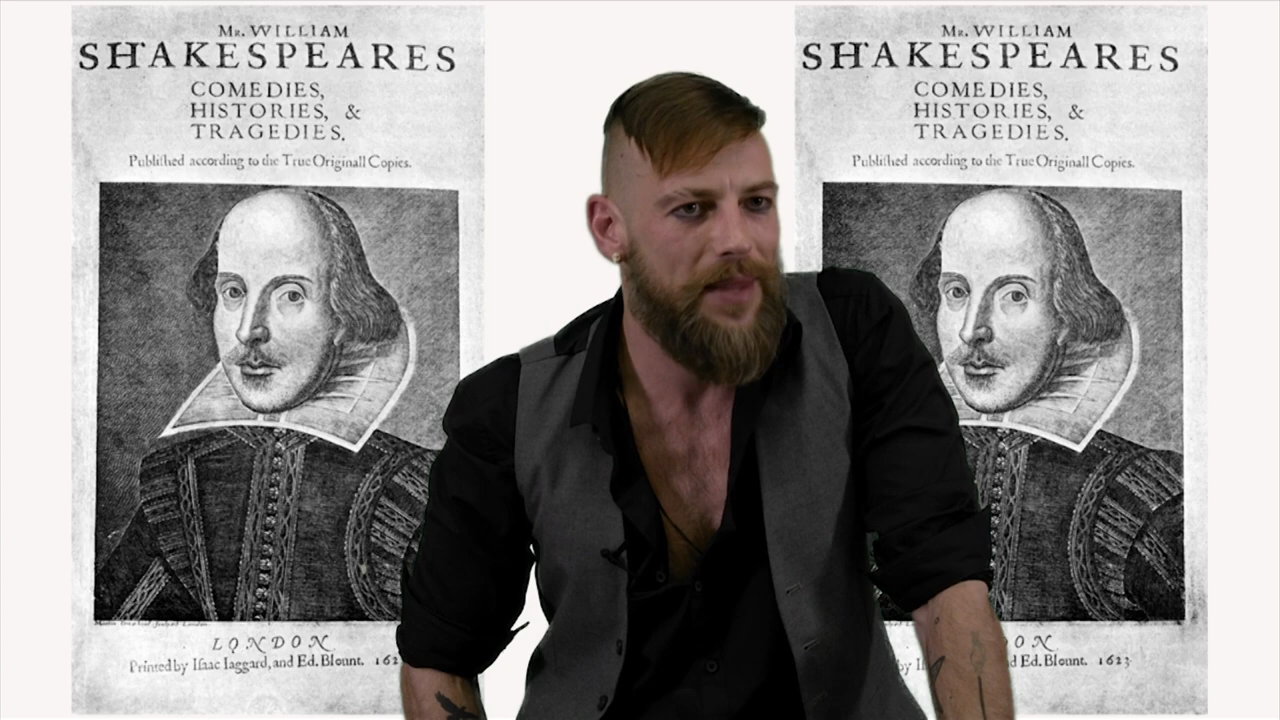 Mr. WILLIAM
SHAKESPEARES
COMEDIES,
HISTORIES, &
TRAGEDIES.
Publiſhed according to the True Originall Copies.
LONDON
Printed by Iſaac Iaggard, and Ed. Blount. 162
Mr. WILLIAM
SHAKESPEARES
COMEDIES,
HISTORIES, &
TRAGEDIES.
Publiſhed according to the True Originall Copies.
ON
by d Ed. Blount. 1623